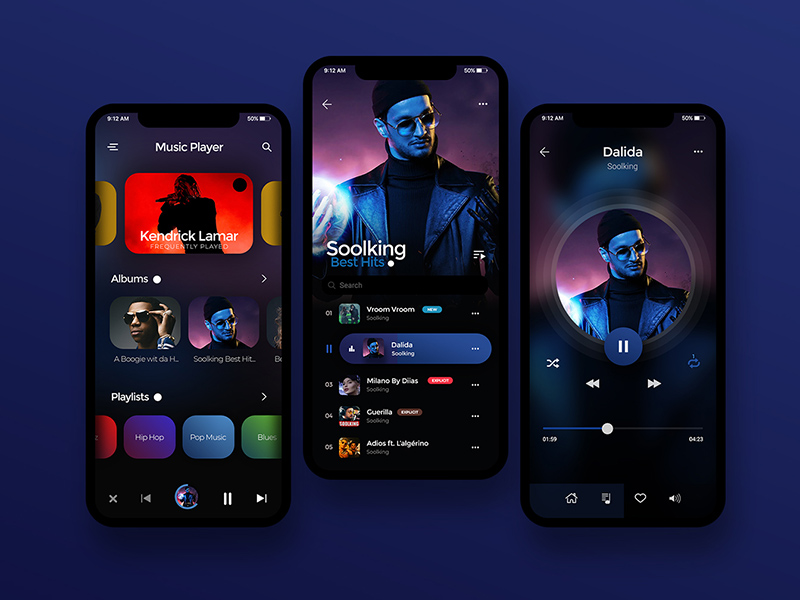 9:12 AM
50%
Music Player
Kendrick Lamar
FREQUENTLY PLAYED
Albums
A Boogie wit da H...
Soolking Best Hit...
Be
Playlists
z
Hip Hop
Pop Music
Blues
9:12 AM
50%
Soolking
Best Hits
Search
01
Vroom Vroom
NEW
Soolking
Dalida
Soolking
03
Milano By Diias
EXPLICIT
Soolking
04
Guerilla
EXPLICIT
Soolking
SOOLKING
05
Adios ft. L'algérino
Soolking
9:12 AM
50%
Dalida
Soolking
1
01:59
04:23